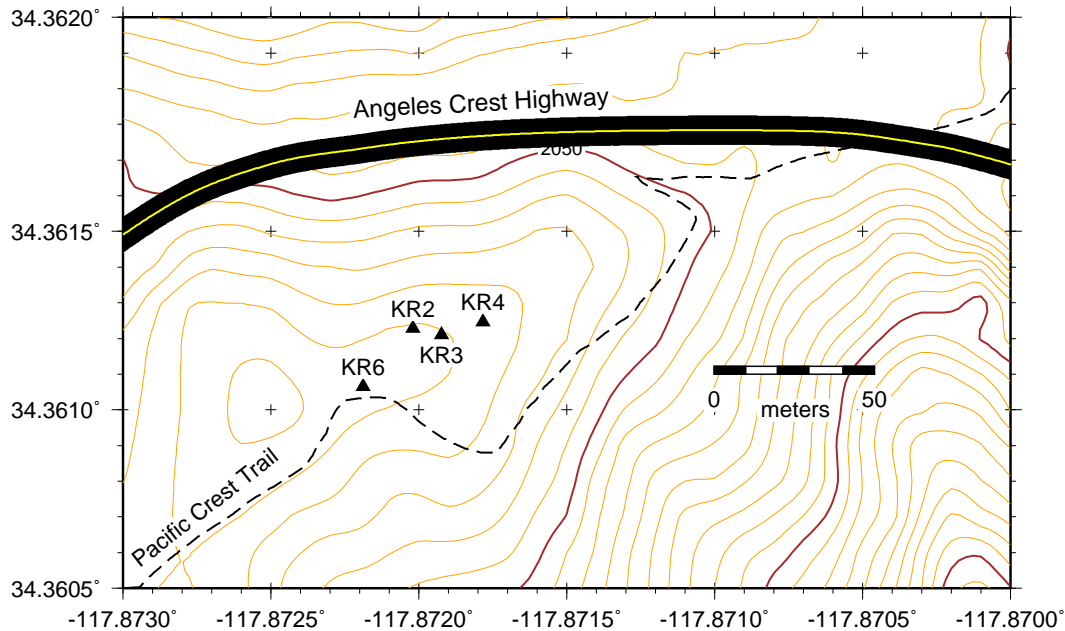 34.3620°
Angeles Crest Highway
2050
34.3615°
KR2
KR4
KR3
KR6
0
meters
50
34.3610°
Pacific Crest Trail
34.3605°
-117.8730°
-117.8725°
-117.8720°
-117.8715°
-117.8710°
-117.8705°
-117.8700°